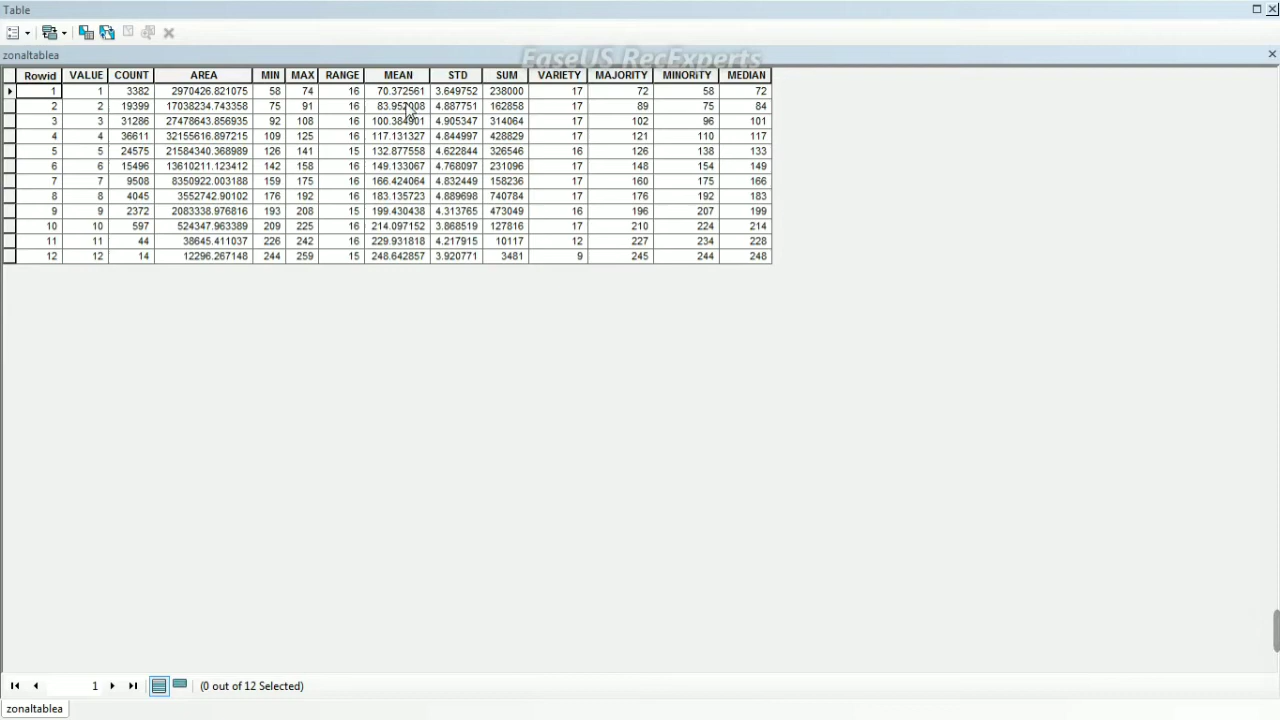 Table
zonaltablea
EaseUS RecExperts
Rowid VALUE COUNT AREA MIN MAX RANGE MEAN STD SUM VARIETY MAJORITY MINORITY MEDIAN
1 1 3382 2970426.821075 58 74 16 70.372561 3.649752 238000 17 72 58 72
2 2 19399 17038234.743358 75 91 16 83.952008 4.887751 162858 17 89 75 84
3 3 31286 27478643.856935 92 108 16 100.384901 4.905347 314064 17 102 96 101
4 4 36611 32155616.897215 109 125 16 117.131327 4.844997 428829 17 121 110 117
5 5 24575 21584340.368989 126 141 15 132.877558 4.622844 326546 16 126 138 133
6 6 15496 13610211.123412 142 158 16 149.133067 4.768097 231096 17 148 154 149
7 7 9508 8350922.003188 159 175 16 166.424064 4.832449 158236 17 160 175 166
8 8 4045 3552742.90102 176 192 16 183.135723 4.889698 740784 17 176 192 183
9 9 2372 2083338.976816 193 208 15 199.430438 4.313765 473049 16 196 207 199
10 10 597 524347.963389 209 225 16 214.097152 3.868519 127816 17 210 224 214
11 11 44 38645.411037 226 242 16 229.931818 4.217915 10117 12 227 234 228
12 12 14 12296.267148 244 259 15 248.642857 3.920771 3481 9 245 244 248
1 (0 out of 12 Selected)
zonaltablea